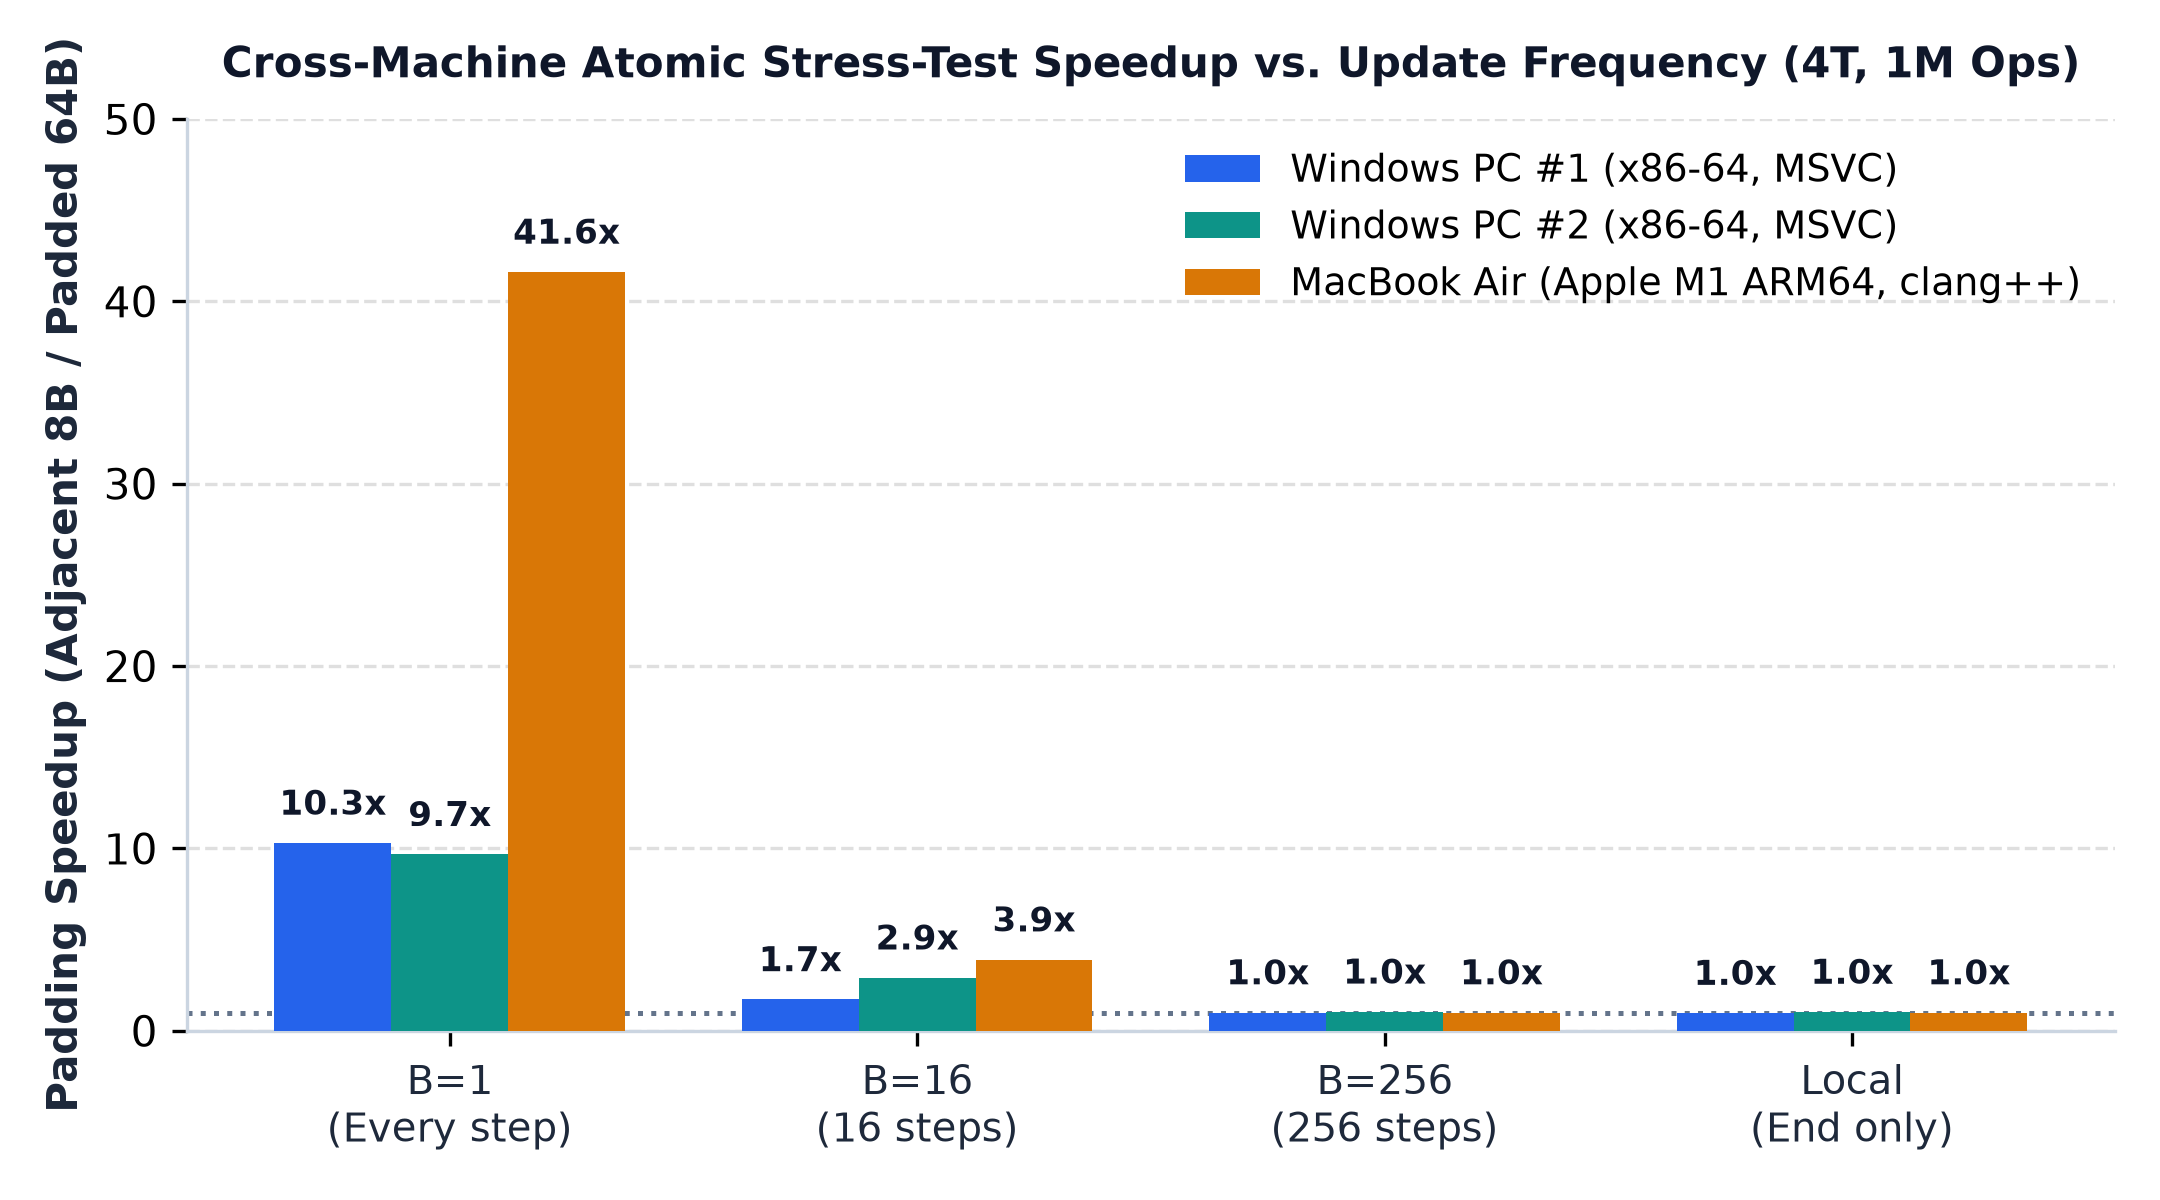 Cross-Machine Atomic Stress-Test Speedup vs. Update Frequency (4T, 1M Ops)
Padding Speedup (Adjacent 8B / Padded 64B)
50
40
30
20
10
0
Windows PC #1 (x86-64, MSVC)
Windows PC #2 (x86-64, MSVC)
MacBook Air (Apple M1 ARM64, clang++)
10.3x
9.7x
41.6x
1.7x
2.9x
3.9x
1.0x
1.0x
1.0x
1.0x
1.0x
1.0x
B=1
(Every step)
B=16
(16 steps)
B=256
(256 steps)
Local
(End only)